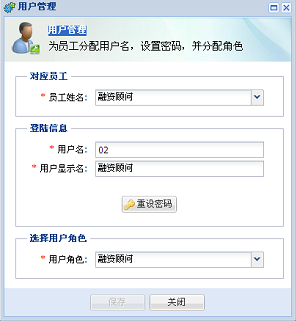 用户管理
用户管理
为员工分配用户名，设置密码，并分配角色
对应员工
* 员工姓名: 融资顾问
登陆信息
* 用户名: 02
* 用户显示名: 融资顾问
重设密码
选择用户角色
* 用户角色: 融资顾问
保存 关闭